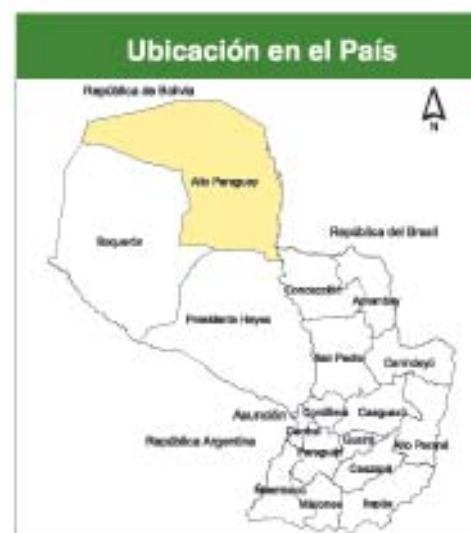 Ubicación en el País
República de Bolivia
N
Alto Paraguay
Boquerón
República del Brasil
Concepción
Amambay
Presidente Hayes
San Pedro
Canindeyú
Asunción
Cordillera
Caaguazú
Central
República Argentina
Guairá
Alto Paraná
Paraguarí
Caazapá
Ñeembucú
Misiones
Itapúa